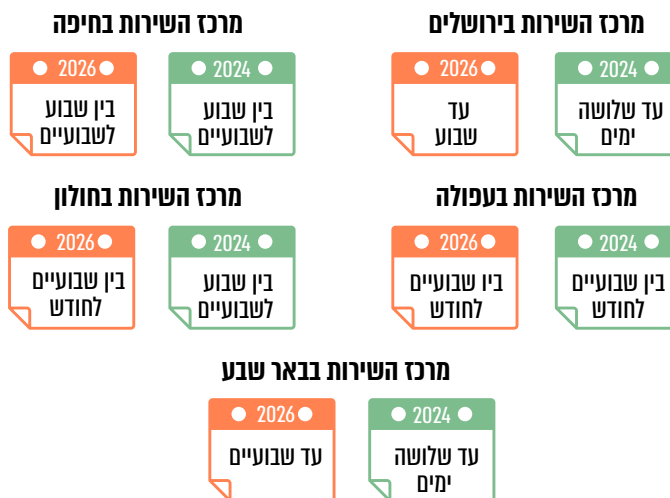 מרכז השירות בירושלים
2024
עד שלושה
ימים
2026
עד
שבוע
מרכז השירות בחיפה
2024
בין שבוע
לשבועיים
2026
בין שבוע
לשבועיים
מרכז השירות בעפולה
2024
בין שבועיים
לחודש
2026
ביו שבועיים
לחודש
מרכז השירות בחולון
2024
בין שבוע
לשבועיים
2026
בין שבועיים
לחודש
מרכז השירות בבאר שבע
2024
עד שלושה
ימים
2026
עד שבועיים